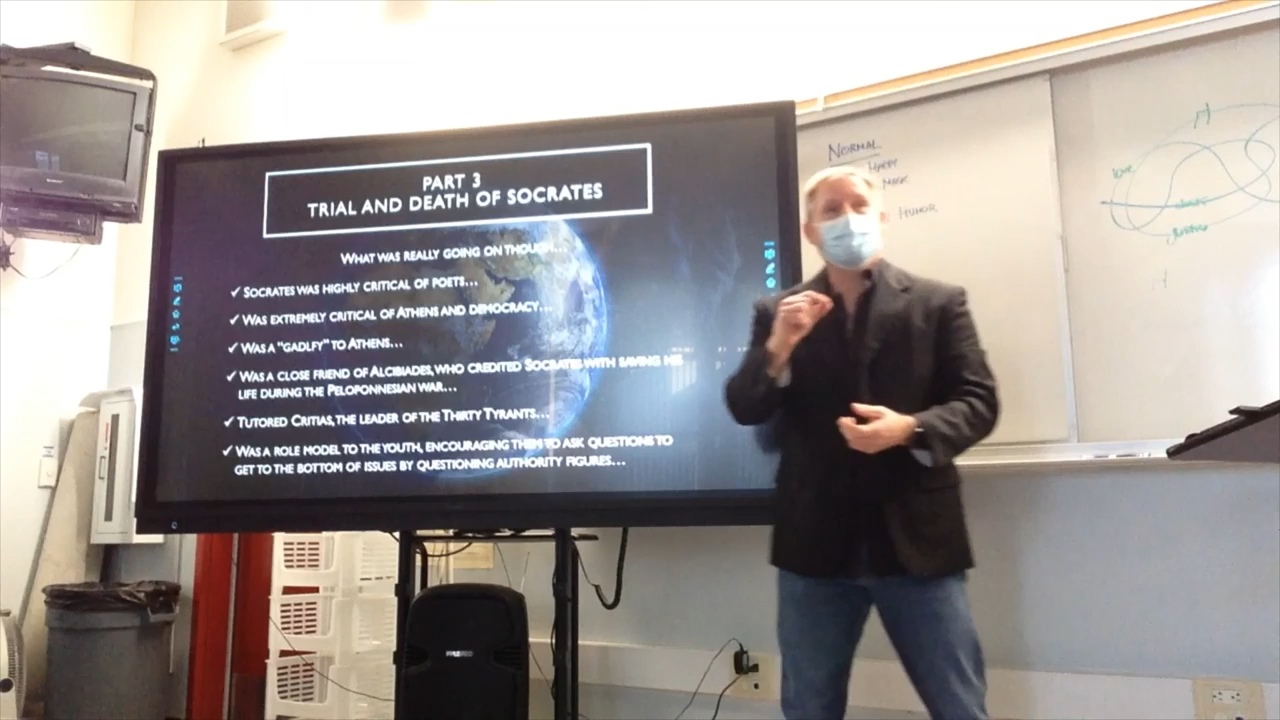 PART 3
TRIAL AND DEATH OF SOCRATES
WHAT WAS REALLY GOING ON THOUGH...
✓ SOCRATES WAS HIGHLY CRITICAL OF POETS...
✓ WAS EXTREMELY CRITICAL OF ATHENS AND DEMOCRACY...
✓ WAS A "GADLFY" TO ATHENS...
✓ WAS A CLOSE FRIEND OF ALCIBIADES, WHO CREDITED SOCRATES WITH SAVING HIS
LIFE DURING THE PELOPONNESIAN WAR...
✓ TUTORED CRITIAS, THE LEADER OF THE THIRTY TYRANTS...
✓ WAS A ROLE MODEL TO THE YOUTH, ENCOURAGING THEM TO ASK QUESTIONS TO
GET TO THE BOTTOM OF ISSUES BY QUESTIONING AUTHORITY FIGURES...
NORMAL
HAPPY
HUMOR